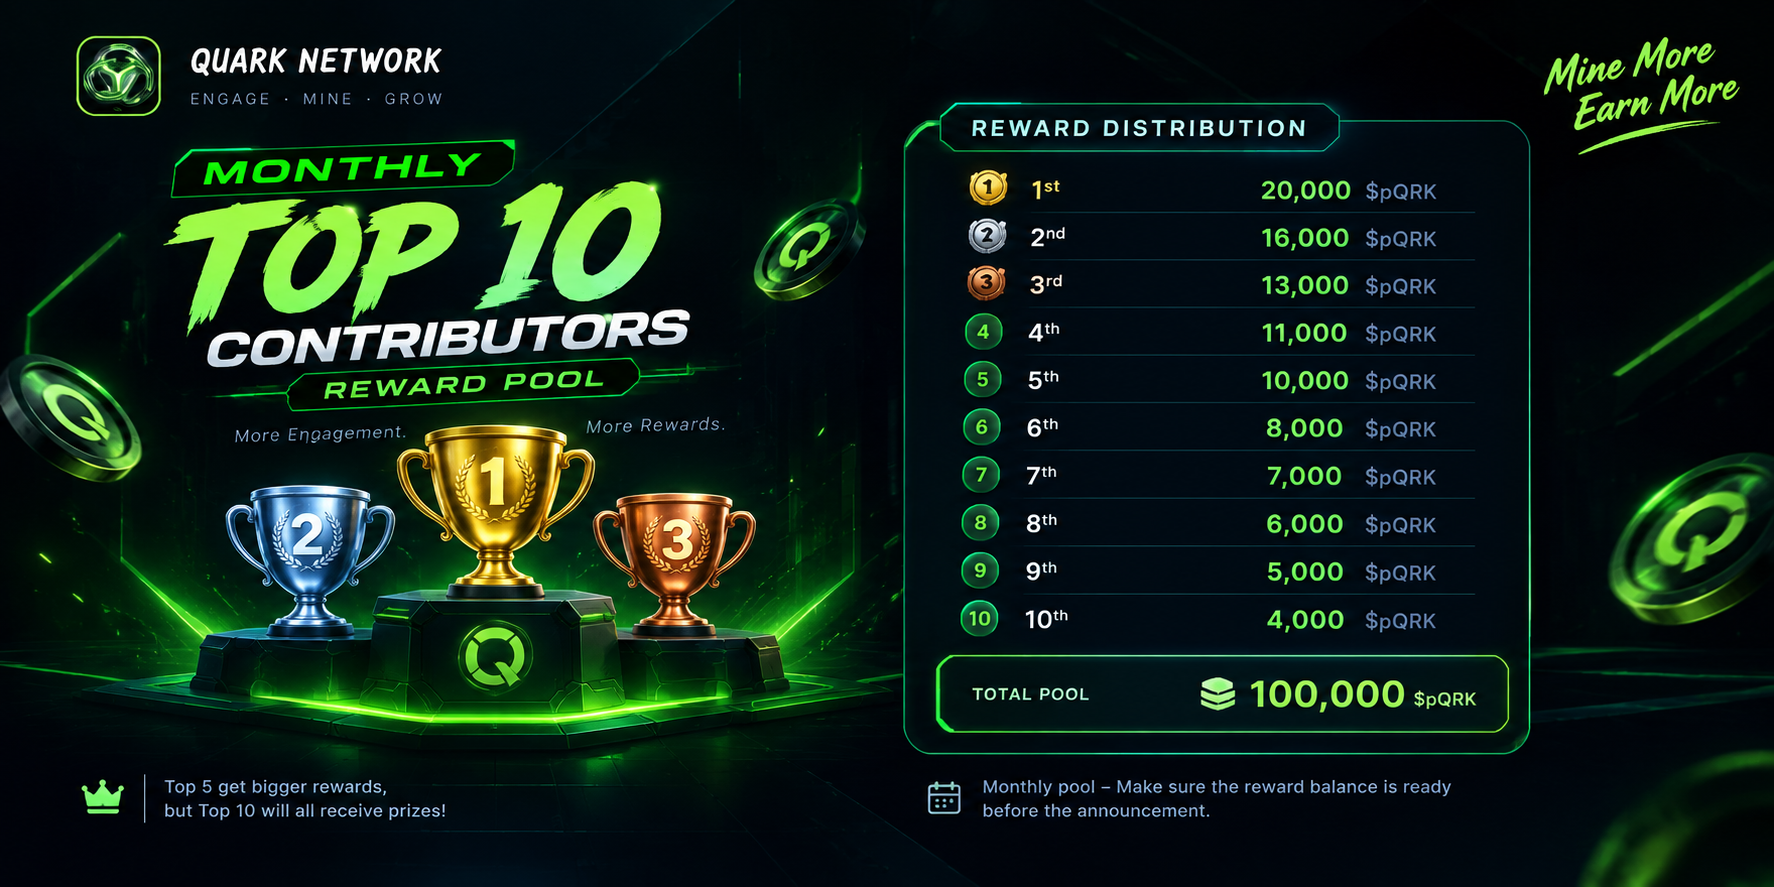 QUARK NETWORK
ENGAGE · MINE · GROW
Mine More
Earn More
MONTHLY
TOP 10
CONTRIBUTORS
REWARD POOL
More Engagement.
More Rewards.
1
2
3
Top 5 get bigger rewards,
but Top 10 will all receive prizes!
REWARD DISTRIBUTION
1 1st 20,000 $pQRK
2 2nd 16,000 $pQRK
3 3rd 13,000 $pQRK
4 4th 11,000 $pQRK
5 5th 10,000 $pQRK
6 6th 8,000 $pQRK
7 7th 7,000 $pQRK
8 8th 6,000 $pQRK
9 9th 5,000 $pQRK
10 10th 4,000 $pQRK
TOTAL POOL 100,000 $pQRK
Monthly pool – Make sure the reward balance is ready
before the announcement.